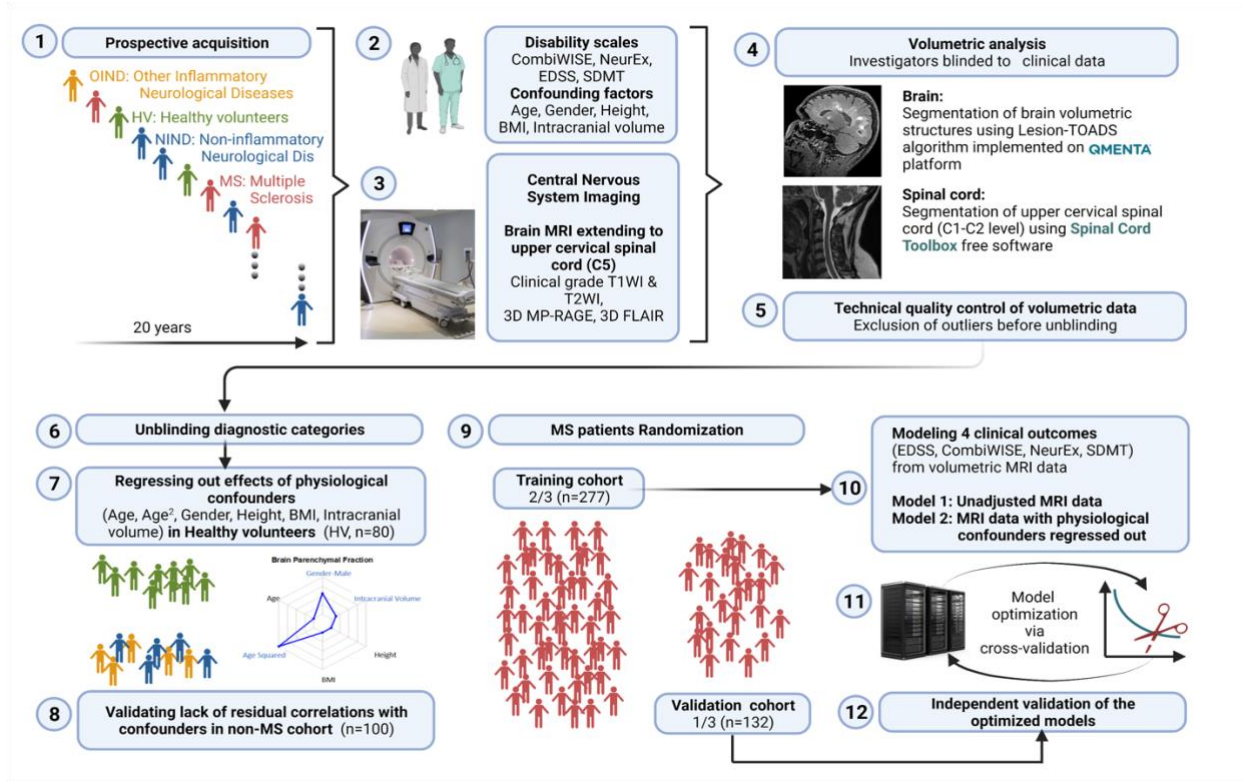 1
Prospective acquisition
OIND: Other Inflammatory
Neurological Diseases
HV: Healthy volunteers
NIND: Non-inflammatory
Neurological Dis
MS: Multiple
Sclerosis
20 years
2
Disability scales
CombiWISE, NeurEx,
EDSS, SDMT
Confounding factors
Age, Gender, Height,
BMI, Intracranial volume
3
Central Nervous
System Imaging
Brain MRI extending to
upper cervical spinal
cord (C5)
Clinical grade T1WI &
T2WI,
3D MP-RAGE, 3D FLAIR
4
Volumetric analysis
Investigators blinded to clinical data
Brain:
Segmentation of brain volumetric
structures using Lesion-TOADS
algorithm implemented on QMENTA
platform
Spinal cord:
Segmentation of upper cervical spinal
cord (C1-C2 level) using Spinal Cord
Toolbox free software
5
Technical quality control of volumetric data
Exclusion of outliers before unblinding
6
Unblinding diagnostic categories
7
Regressing out effects of physiological
confounders
(Age, Age², Gender, Height, BMI, Intracranial
volume) in Healthy volunteers (HV, n=80)
Brain Parenchymal Fraction
Gender-Male
Age
Intracranial Volume
Age Squared
Height
BMI
8
Validating lack of residual correlations with
confounders in non-MS cohort (n=100)
9
MS patients Randomization
Training cohort
2/3 (n=277)
Validation cohort
1/3 (n=132)
10
Modeling 4 clinical outcomes
(EDSS, CombiWISE, NeurEx, SDMT)
from volumetric MRI data
Model 1: Unadjusted MRI data
Model 2: MRI data with physiological
confounders regressed out
11
Model
optimization
via
cross-validation
12
Independent validation of the
optimized models